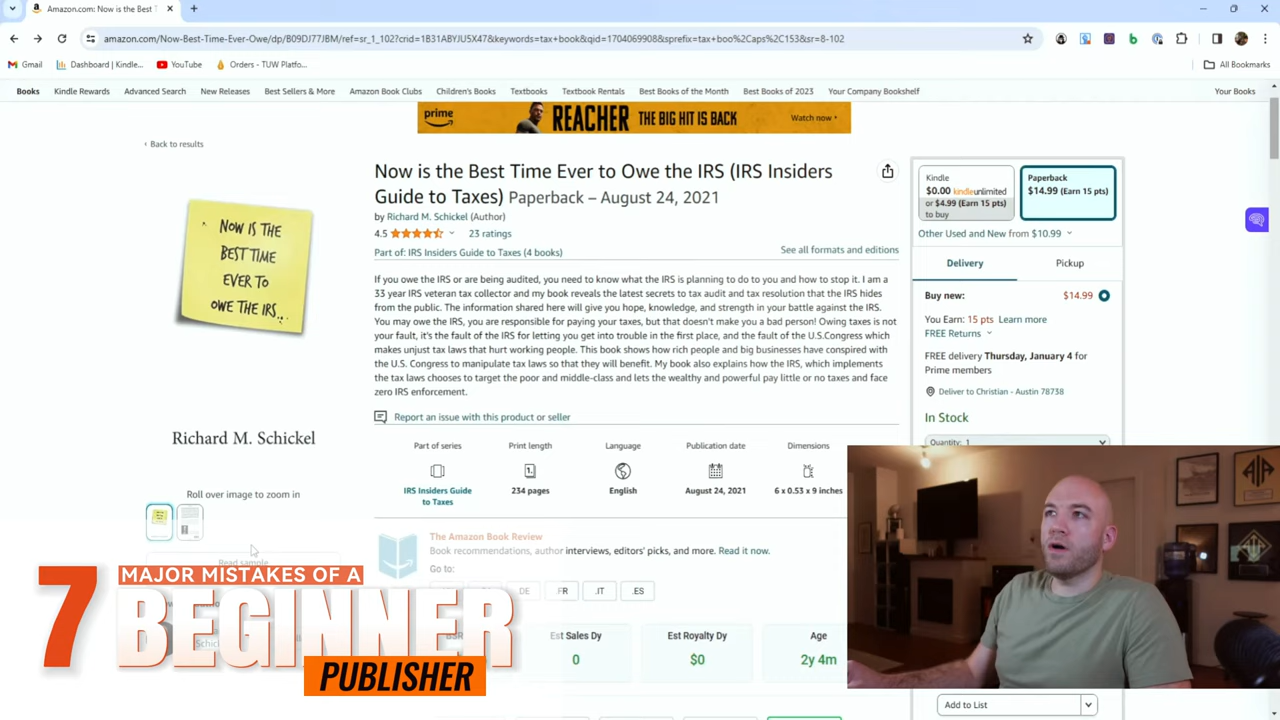 Amazon.com: Now is the Best T
amazon.com/Now-Best-Time-Ever-Owe/dp/B09DJ77JBM/ref=sr_1_102?crid=1B31ABYJU5X47&keywords=tax+book&qid=1704069908&sprefix=tax+boo%2Caps%2C153&sr=8-102
Gmail Dashboard | Kindle... YouTube Orders - TUW Platfo... All Bookmarks
Books Kindle Rewards Advanced Search New Releases Best Sellers & More Amazon Book Clubs Children's Books Textbooks Textbook Rentals Best Books of the Month Best Books of 2023 Your Company Bookshelf Your Books
prime REACHER THE BIG HIT IS BACK Watch now
‹ Back to results
Now is the Best Time Ever to Owe the IRS (IRS Insiders
Guide to Taxes) Paperback – August 24, 2021
by Richard M. Schickel (Author)
4.5 23 ratings
Part of: IRS Insiders Guide to Taxes (4 books)
See all formats and editions
If you owe the IRS or are being audited, you need to know what the IRS is planning to do to you and how to stop it. I am a
33 year IRS veteran tax collector and my book reveals the latest secrets to tax audit and tax resolution that the IRS hides
from the public. The information shared here will give you hope, knowledge, and strength in your battle against the IRS.
You may owe the IRS, you are responsible for paying your taxes, but that doesn't make you a bad person! Owing taxes is not
your fault, it's the fault of the IRS for letting you get into trouble in the first place, and the fault of the U.S.Congress which
makes unjust tax laws that hurt working people. This book shows how rich people and big businesses have conspired with
the U.S. Congress to manipulate tax laws so that they will benefit. My book also explains how the IRS, which implements
the tax laws chooses to target the poor and middle-class and lets the wealthy and powerful pay little or no taxes and face
zero IRS enforcement.
Report an issue with this product or seller
Part of series Print length Language Publication date Dimensions
IRS Insiders Guide
to Taxes
234 pages
English
August 24, 2021
6 x 0.53 x 9 inches
The Amazon Book Review
Book recommendations, author interviews, editors' picks, and more. Read it now.
Go to:
DE .FR .IT .ES
Est Sales Dy
0
Est Royalty Dy
$0
Age
2y 4m
NOW IS THE
BEST TIME
EVER TO
OWE THE IRS..
Richard M. Schickel
Roll over image to zoom in
Read sample
Kindle
$0.00 kindleunlimited
or $4.99 (Earn 15 pts)
to buy
Paperback
$14.99 (Earn 15 pts)
Other Used and New from $10.99
Delivery Pickup
Buy new: $14.99
You Earn: 15 pts Learn more
FREE Returns
FREE delivery Thursday, January 4 for
Prime members
Deliver to Christian - Austin 78738
In Stock
Quantity: 1
Add to List
7
MAJOR MISTAKES OF A
BEGINNER
PUBLISHER